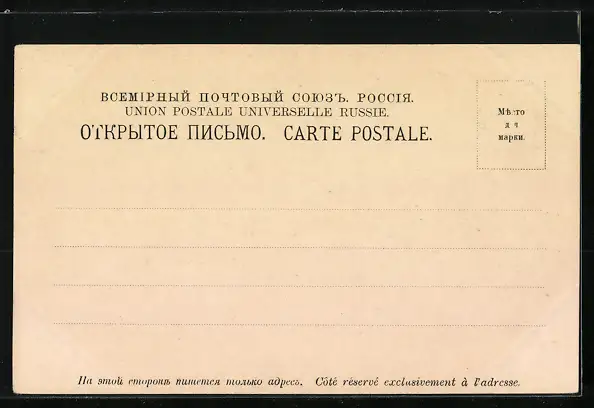 ВСЕМІРНЫЙ ПОЧТОВЫЙ СОЮЗЪ. РОССІЯ.
UNION POSTALE UNIVERSELLE RUSSIE.
ОТКРЫТОЕ ПИСЬМО. CARTE POSTALE.
Мѣсто
для
марки.
На этой сторонѣ пишется только адресъ. Côté réservé exclusivement à l'adresse.